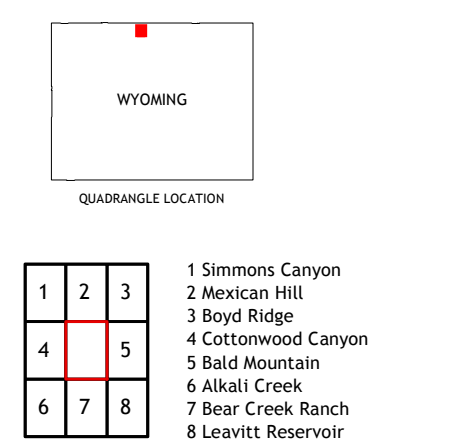 WYOMING
QUADRANGLE LOCATION
1 2 3
4 5
6 7 8
1 Simmons Canyon
2 Mexican Hill
3 Boyd Ridge
4 Cottonwood Canyon
5 Bald Mountain
6 Alkali Creek
7 Bear Creek Ranch
8 Leavitt Reservoir